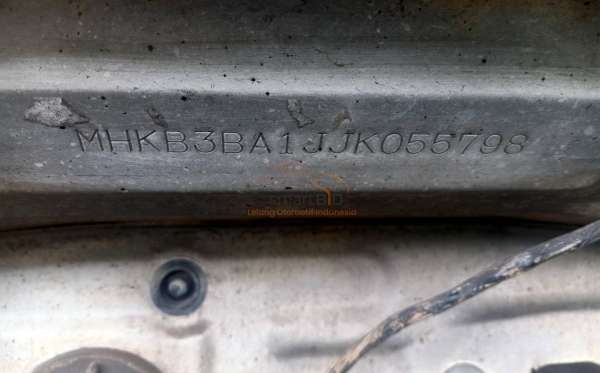 MHKB3BA1JJK055798
smartBID
Lelang Otomotif Indonesia